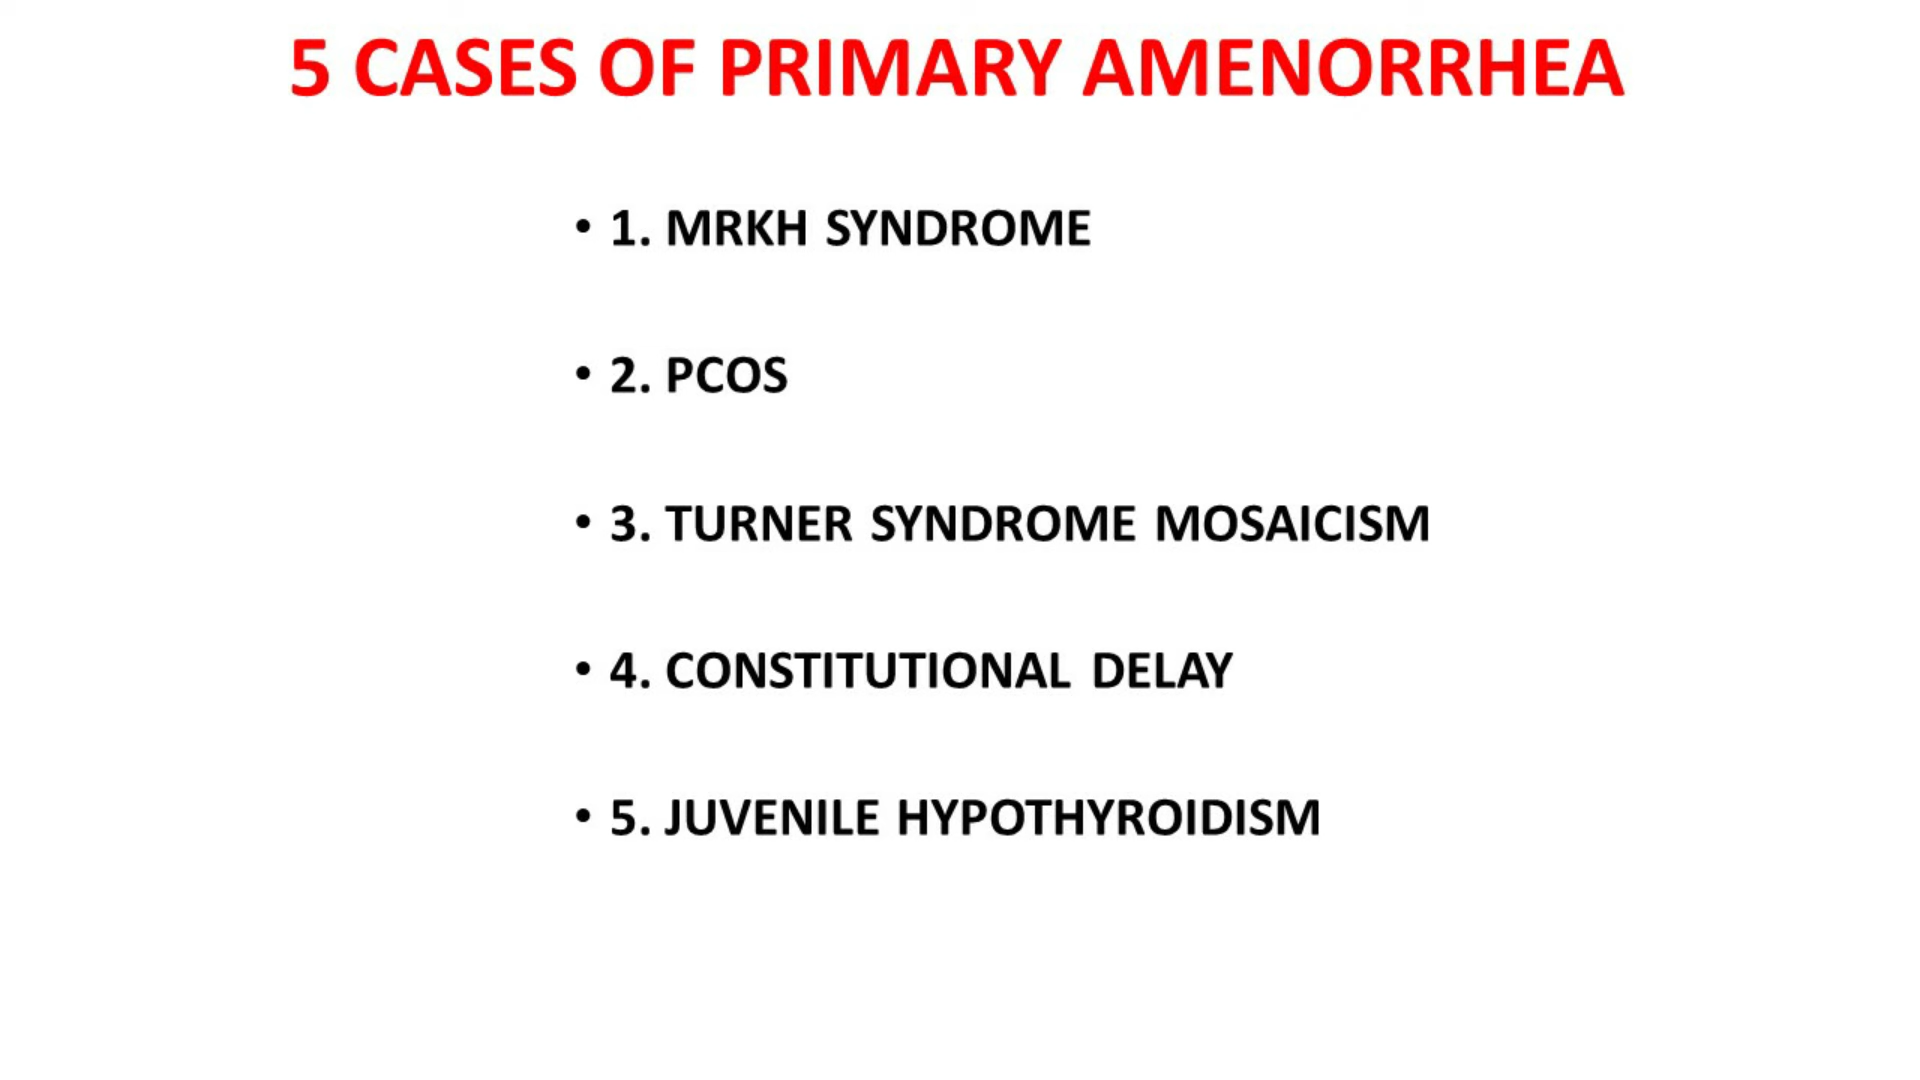 5 CASES OF PRIMARY AMENORRHEA
• 1. MRKH SYNDROME
• 2. PCOS
• 3. TURNER SYNDROME MOSAICISM
• 4. CONSTITUTIONAL DELAY
• 5. JUVENILE HYPOTHYROIDISM